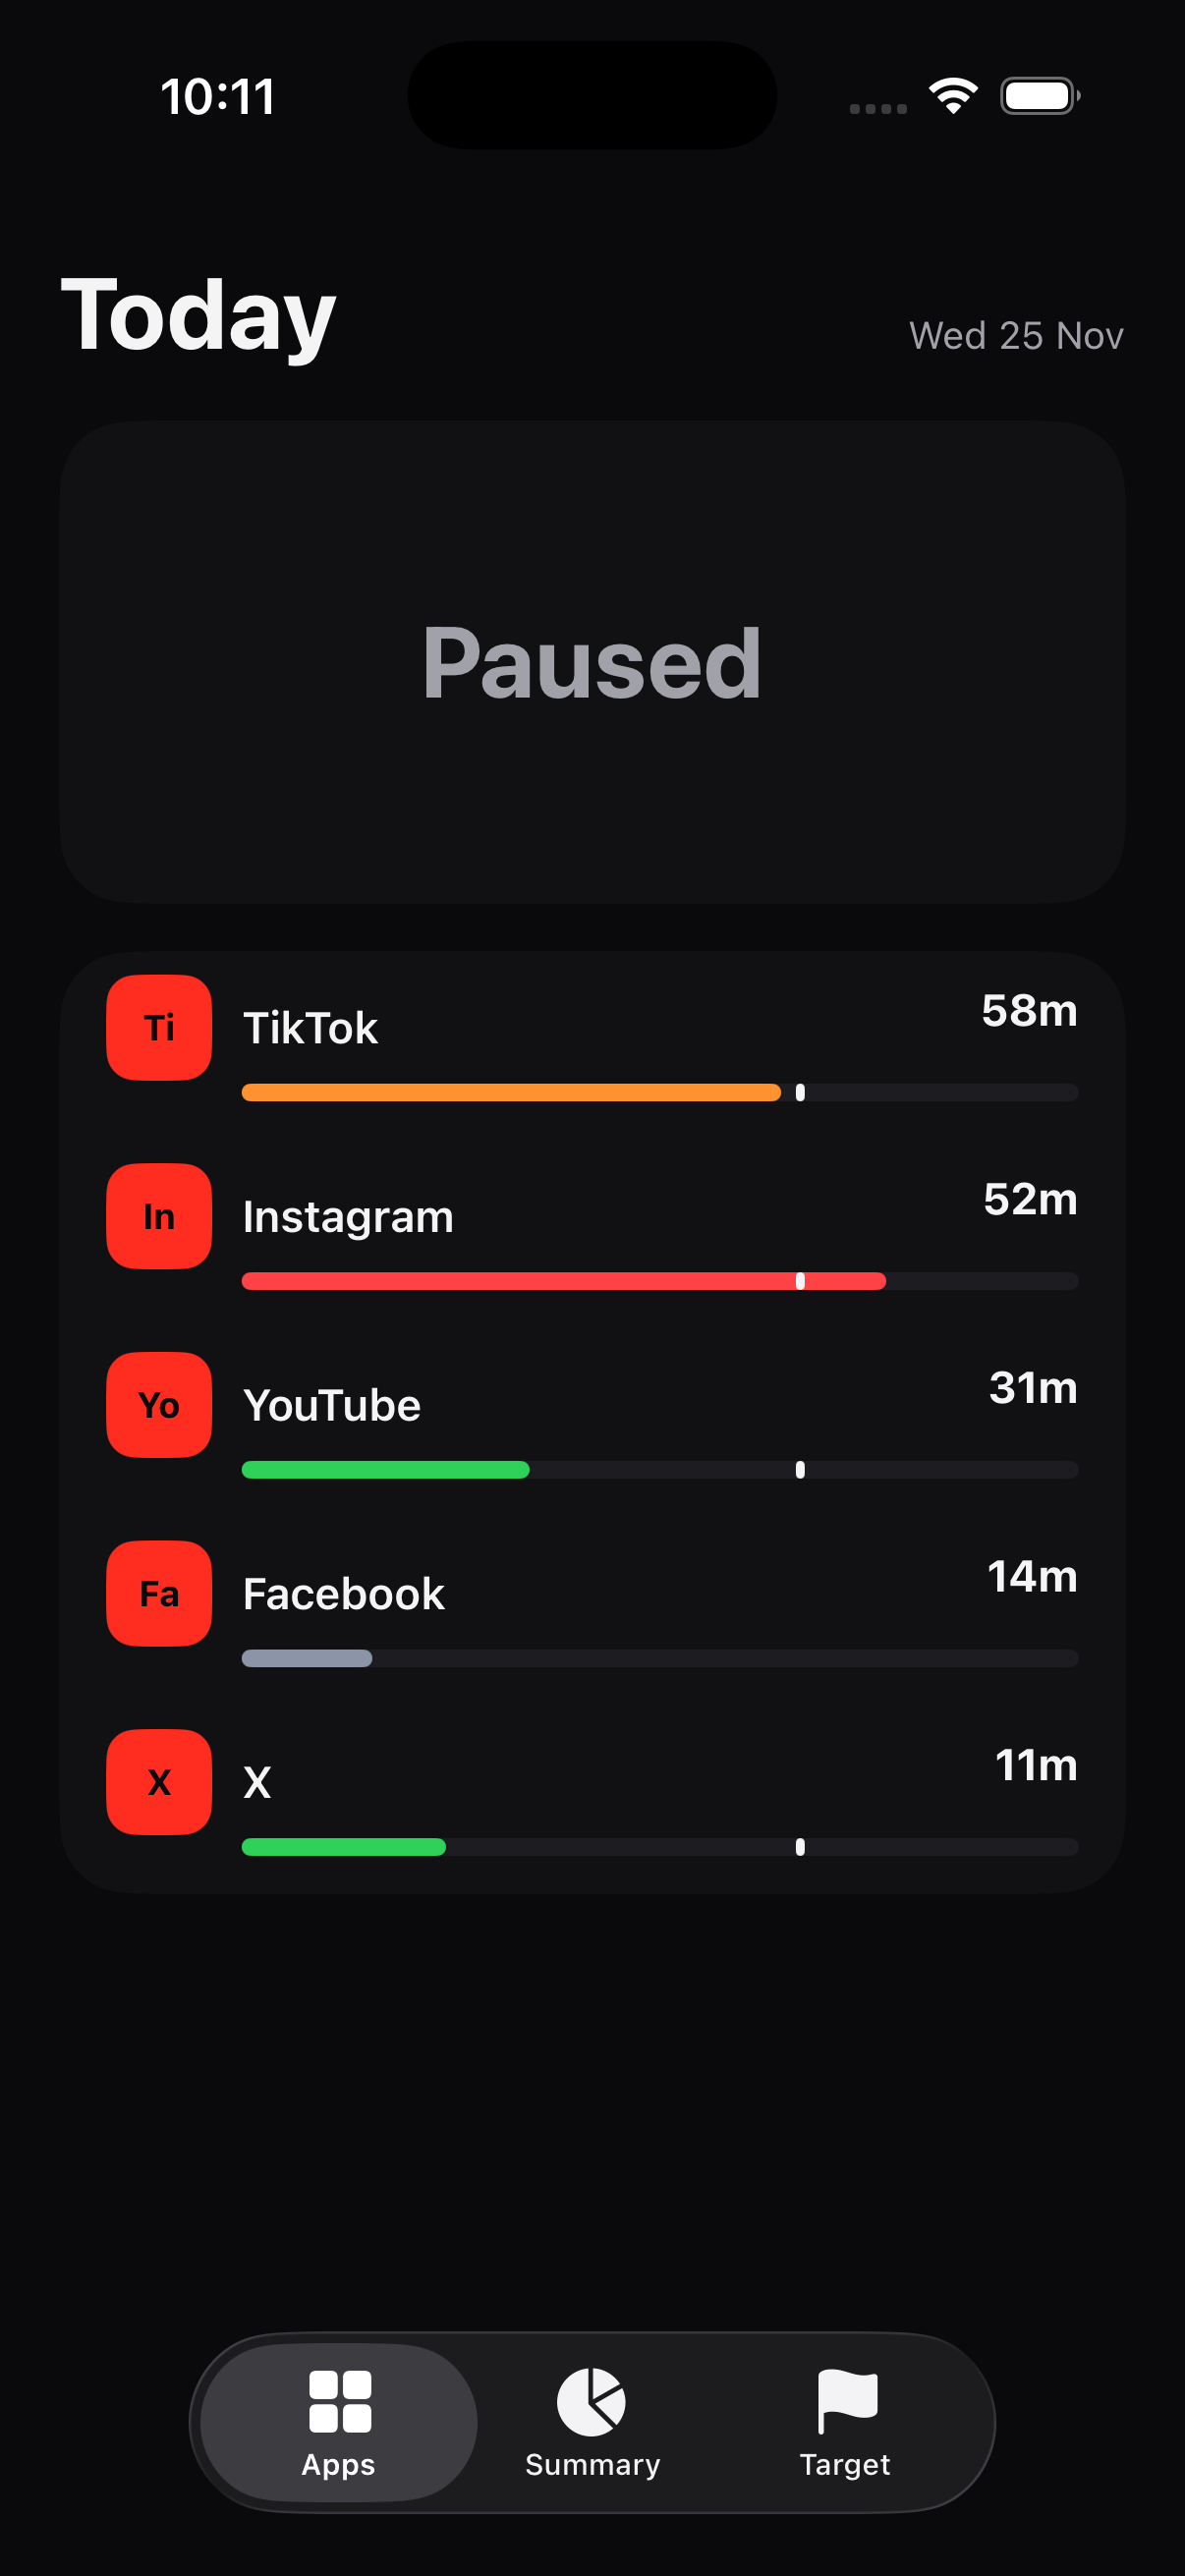 10:11
Today
Wed 25 Nov
Paused
Ti
TikTok
58m
In
Instagram
52m
Yo
YouTube
31m
Fa
Facebook
14m
X
X
11m
Apps
Summary
Target